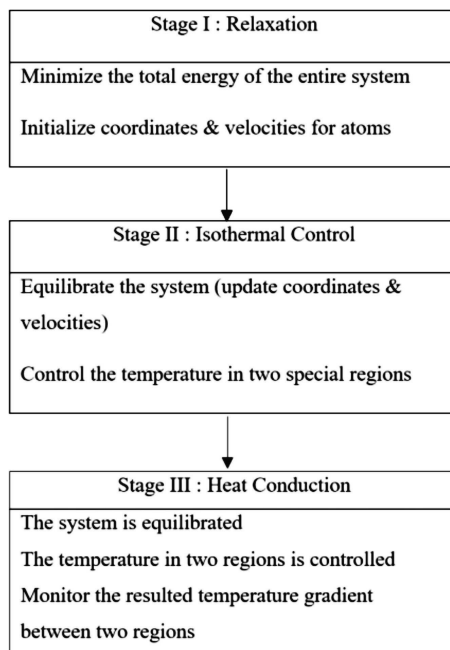 Stage I : Relaxation
Minimize the total energy of the entire system
Initialize coordinates & velocities for atoms
Stage II : Isothermal Control
Equilibrate the system (update coordinates &
velocities)
Control the temperature in two special regions
Stage III : Heat Conduction
The system is equilibrated
The temperature in two regions is controlled
Monitor the resulted temperature gradient
between two regions